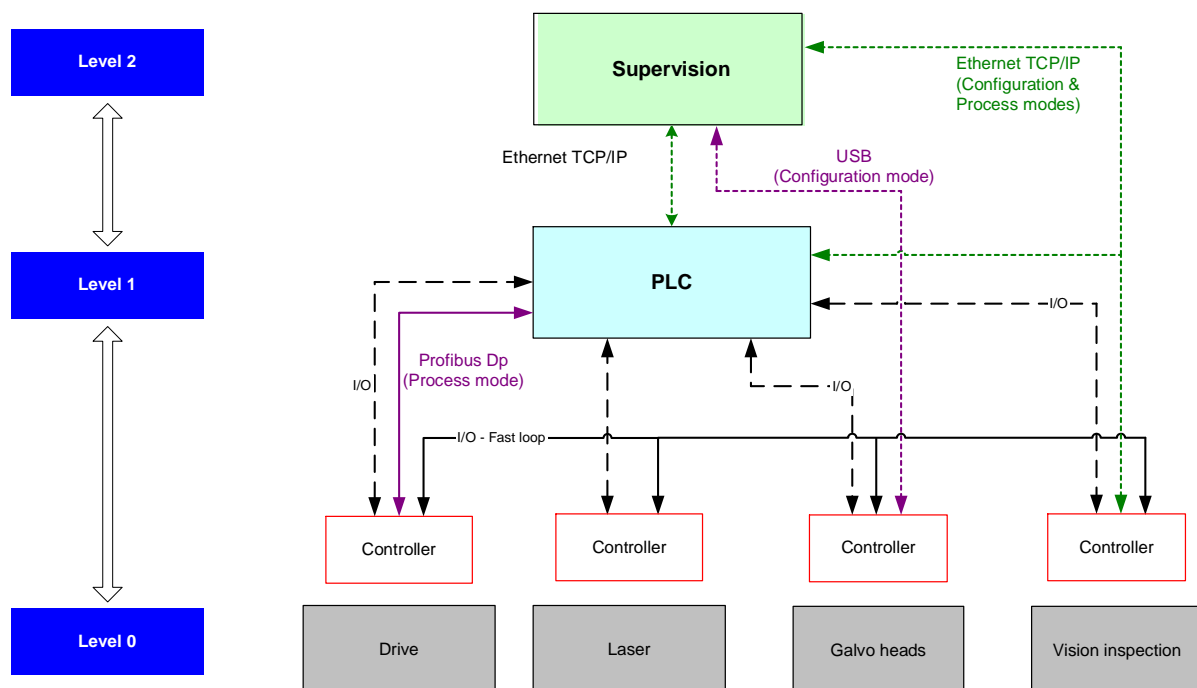 Level 2
Supervision
Ethernet TCP/IP
(Configuration &
Process modes)
Ethernet TCP/IP
USB
(Configuration mode)
Level 1
PLC
I/O
Profibus Dp
(Process mode)
I/O
I/O
I/O - Fast loop
Controller
Controller
Controller
Controller
Level 0
Drive
Laser
Galvo heads
Vision inspection